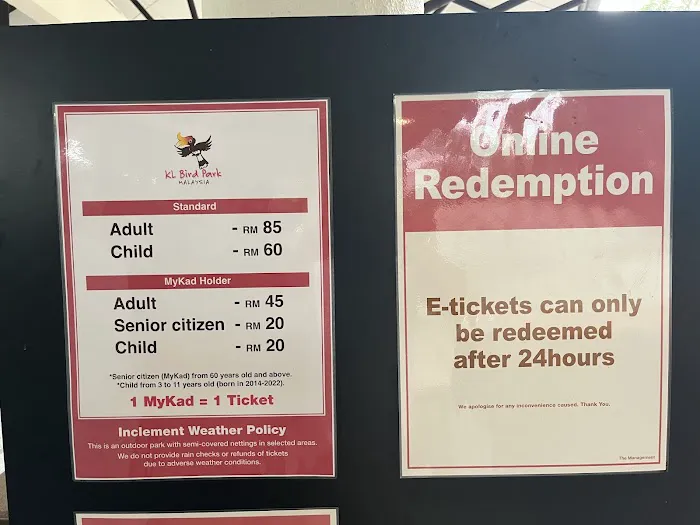 KL Bird Park
MALAYSIA
Standard
Adult - RM 85
Child - RM 60
MyKad Holder
Adult - RM 45
Senior citizen - RM 20
Child - RM 20
*Senior citizen (MyKad) from 60 years old and above.
*Child from 3 to 11 years old (born in 2014-2022).
1 MyKad = 1 Ticket
Inclement Weather Policy
This is an outdoor park with semi-covered nettings in selected areas.
We do not provide rain checks or refunds of tickets
due to adverse weather conditions.
Online
Redemption
E-tickets can only
be redeemed
after 24hours
We apologise for any inconvenience caused. Thank You.
The Management